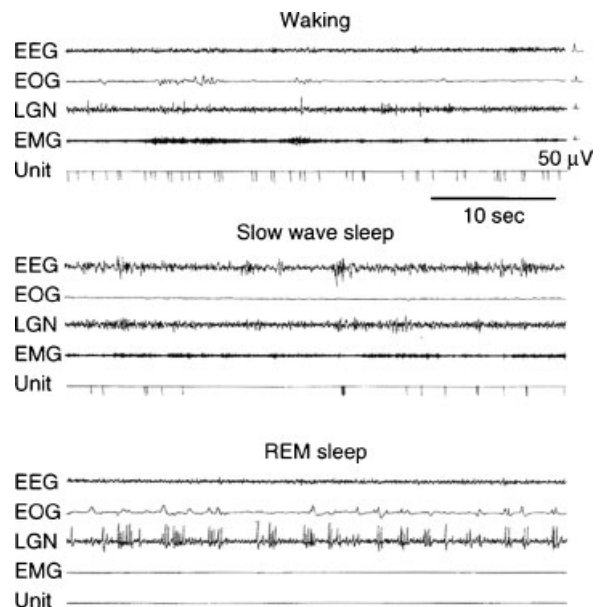 Waking
EEG
EOG
LGN
EMG
Unit
50 μV
10 sec
Slow wave sleep
EEG
EOG
LGN
EMG
Unit
REM sleep
EEG
EOG
LGN
EMG
Unit